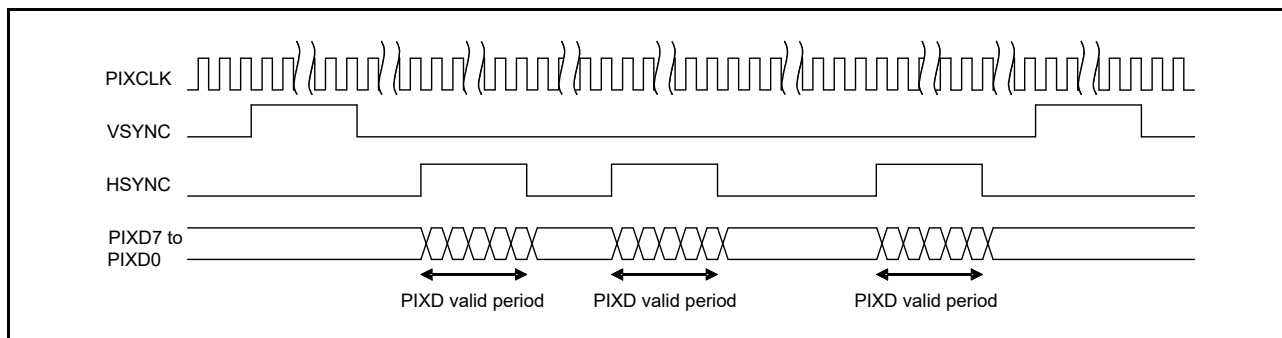 PIXCLK
VSYNC
HSYNC
PIXD7 to
PIXD0
PIXD valid period
PIXD valid period
PIXD valid period